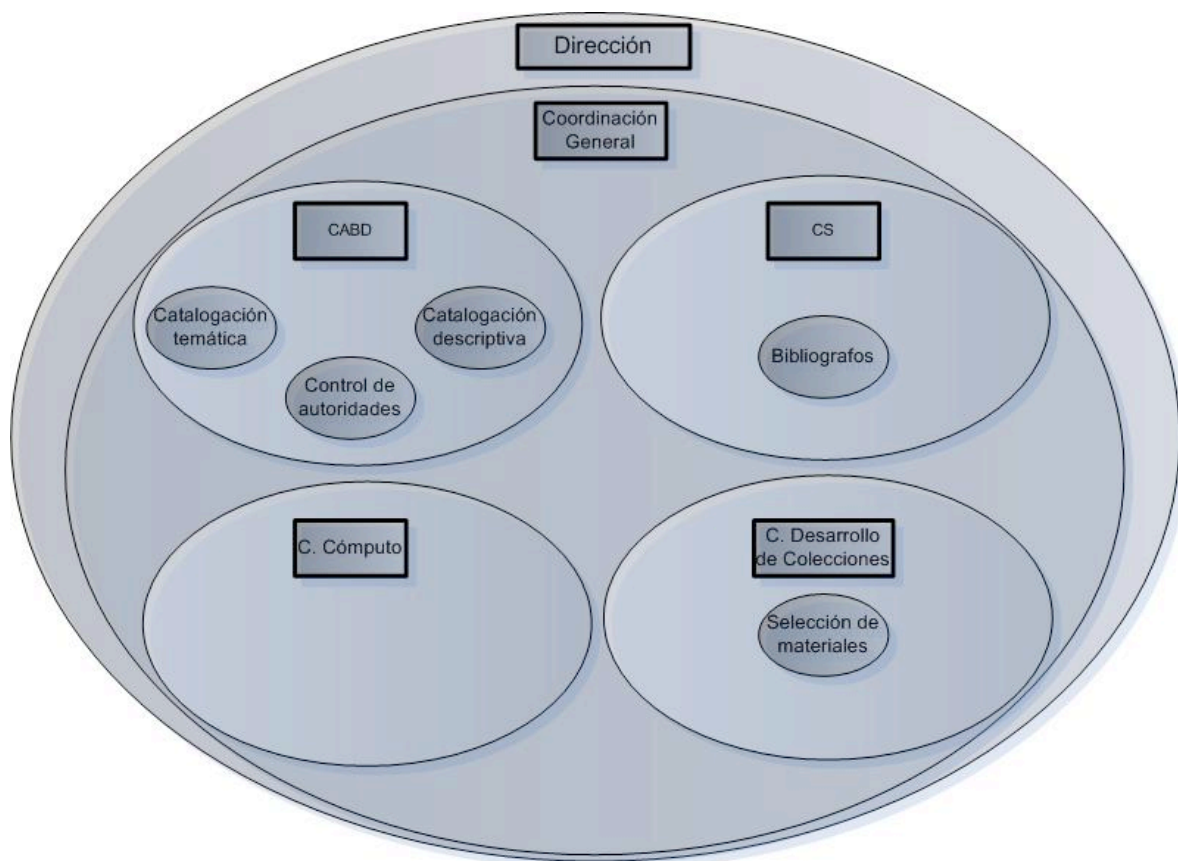 Dirección
Coordinación
General
CABD
Catalogación
temática
Catalogación
descriptiva
Control de
autoridades
CS
Bibliografos
C. Cómputo
C. Desarrollo
de Colecciones
Selección de
materiales